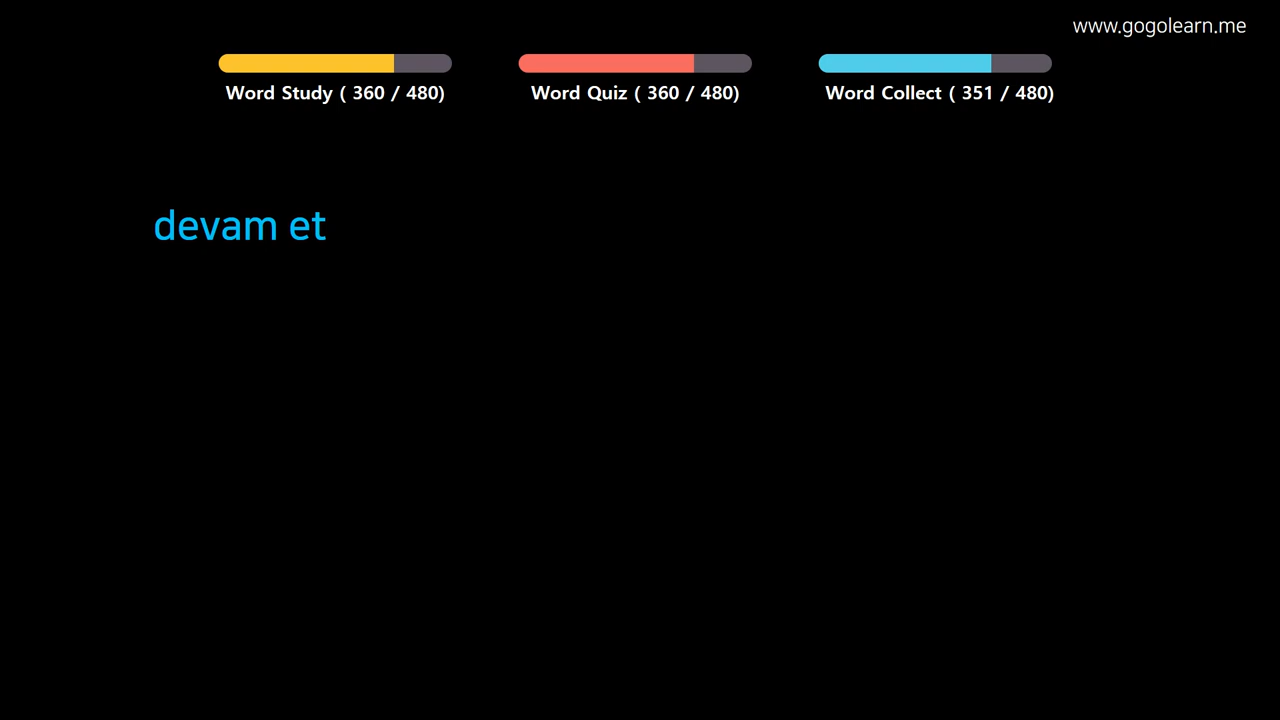 www.gogolearn.me
Word Study ( 360 / 480)
Word Quiz ( 360 / 480)
Word Collect ( 351 / 480)
devam et